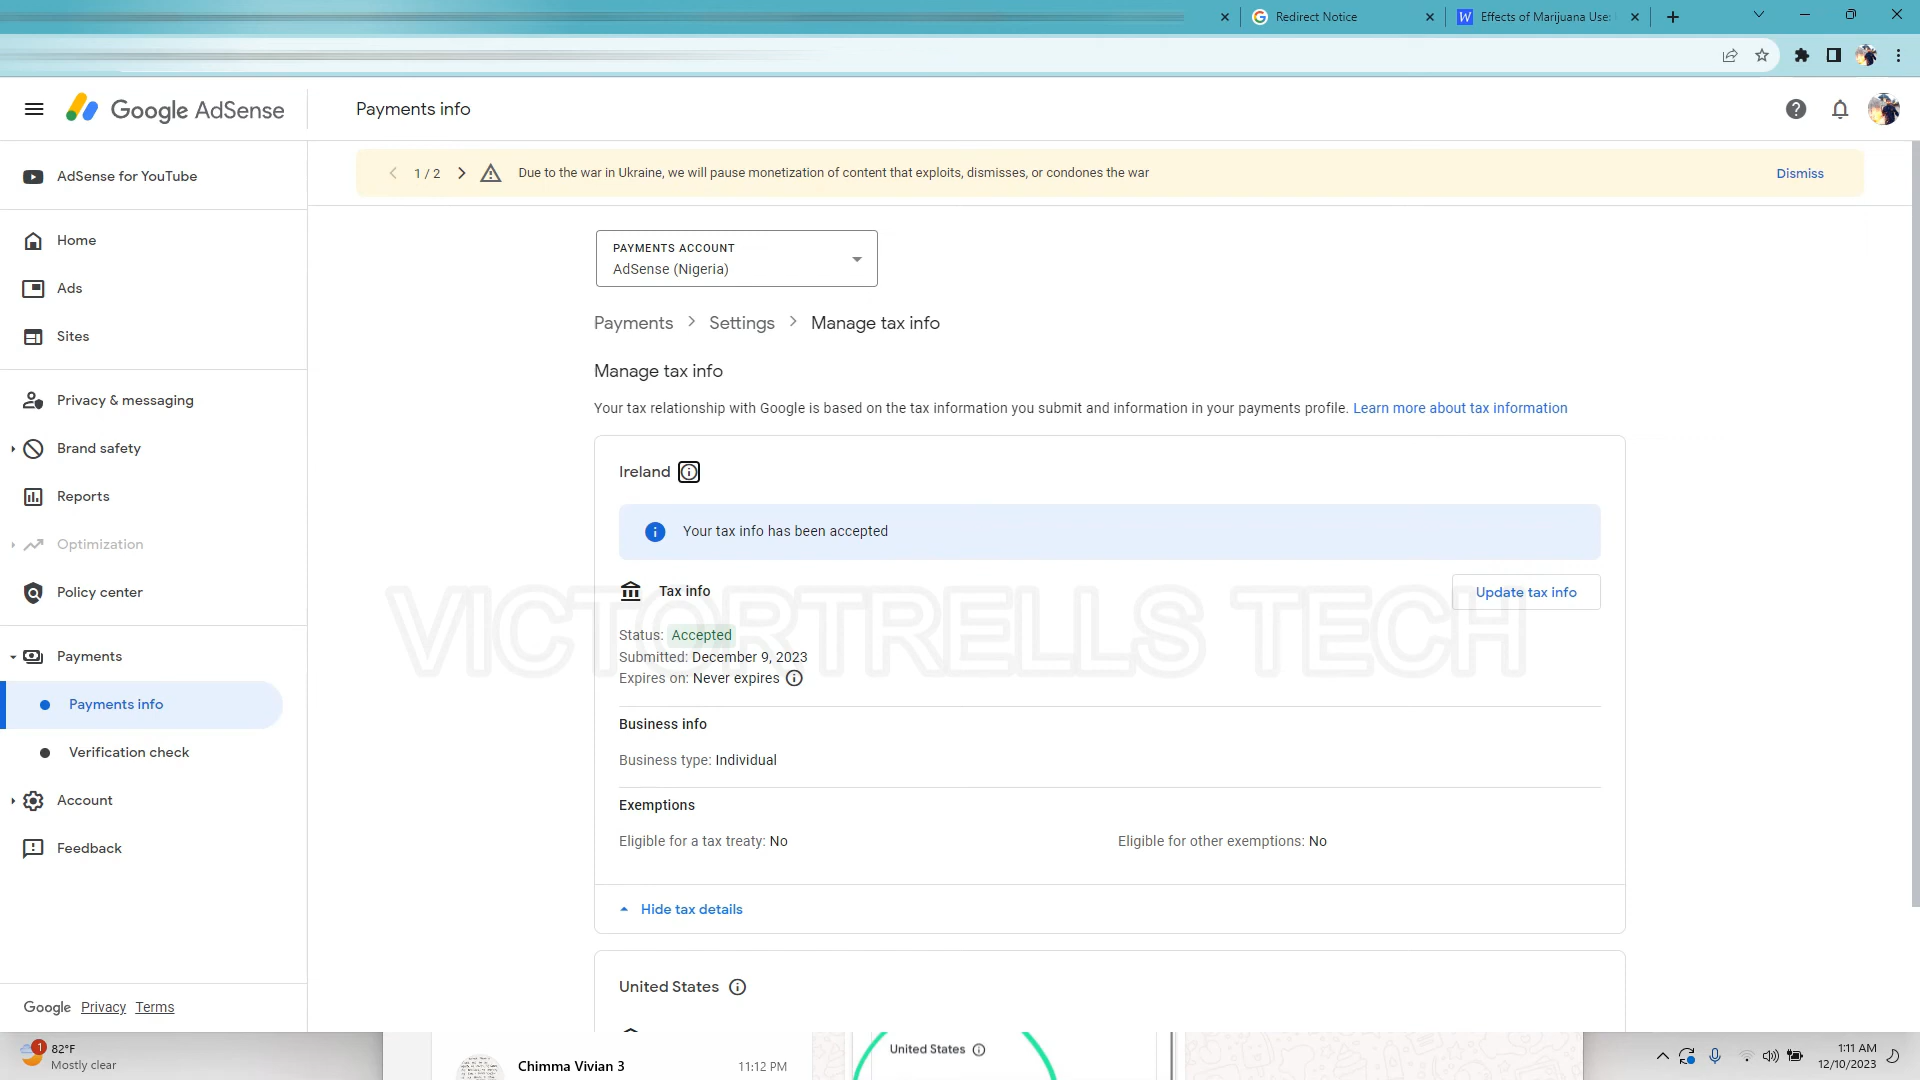 Redirect Notice
Effects of Marijuana Use:
Google AdSense
Payments info
AdSense for YouTube
1 / 2
Due to the war in Ukraine, we will pause monetization of content that exploits, dismisses, or condones the war
Dismiss
Home
Ads
Sites
Privacy & messaging
Brand safety
Reports
Optimization
Policy center
Payments
Payments info
Verification check
Account
Feedback
Google Privacy Terms
PAYMENTS ACCOUNT
AdSense (Nigeria)
Payments > Settings > Manage tax info
Manage tax info
Your tax relationship with Google is based on the tax information you submit and information in your payments profile. Learn more about tax information
Ireland
Your tax info has been accepted
Tax info
Update tax info
VICTORTRELLS TECH
Status: Accepted
Submitted: December 9, 2023
Expires on: Never expires
Business info
Business type: Individual
Exemptions
Eligible for a tax treaty: No
Eligible for other exemptions: No
Hide tax details
United States
1
82°F
Mostly clear
Chimma Vivian 3
11:12 PM
United States
1:11 AM
12/10/2023